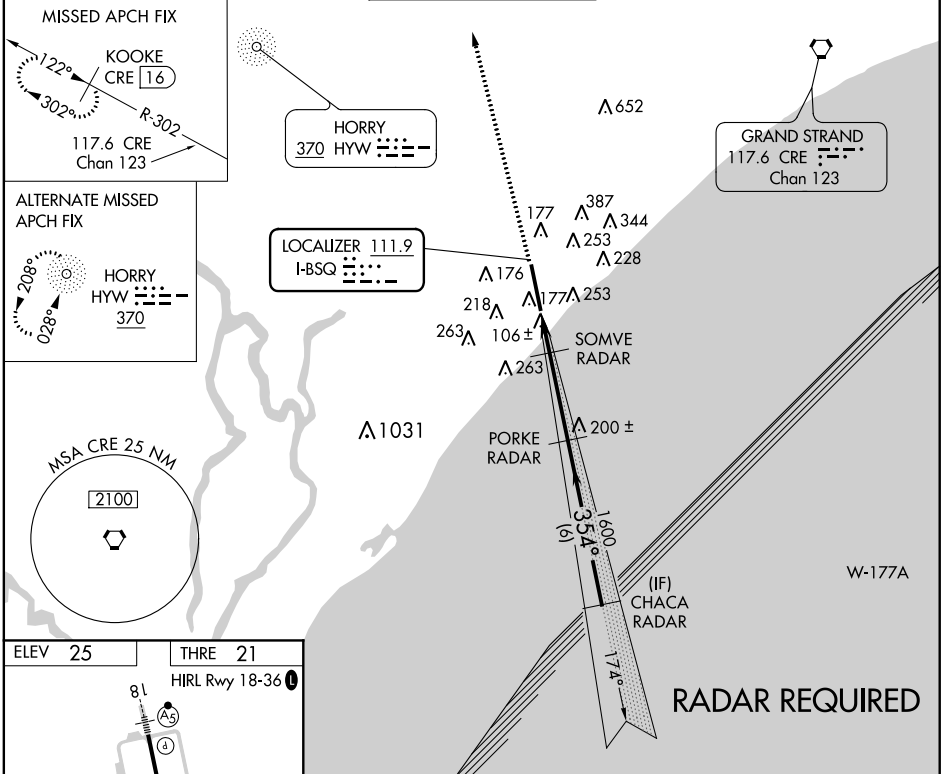 MISSED APCH FIX
KOOKE
CRE 16
122°
302°
R-302
117.6 CRE
Chan 123
HORRY
370 HYW
652
GRAND STRAND
117.6 CRE
Chan 123
ALTERNATE MISSED
APCH FIX
208°
028°
HORRY
HYW
370
LOCALIZER 111.9
I-BSQ
177
387
344
253
228
176
177
253
218
263
106 ±
SOMVE
RADAR
263
1031
200 ±
PORKE
RADAR
MSA CRE 25 NM
2100
354°
1600
(6)
(IF)
CHACA
RADAR
W-177A
174°
RADAR REQUIRED
ELEV 25
THRE 21
HIRL Rwy 18-36 L
18
A5
P